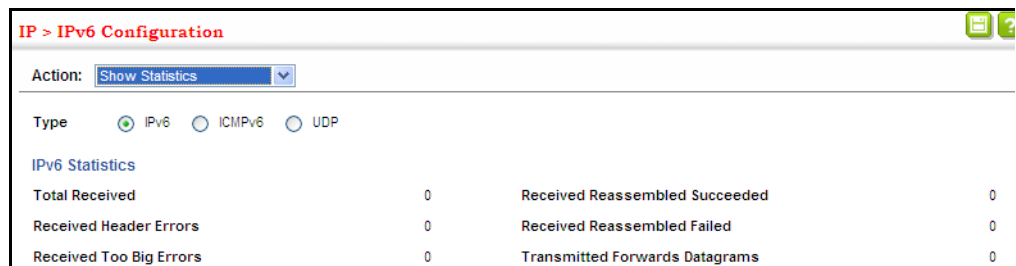 IP > IPv6 Configuration
?
Action: Show Statistics
Type IPv6 ICMPv6 UDP
IPv6 Statistics
Total Received 0 Received Reassembled Succeeded 0
Received Header Errors 0 Received Reassembled Failed 0
Received Too Big Errors 0 Transmitted Forwards Datagrams 0